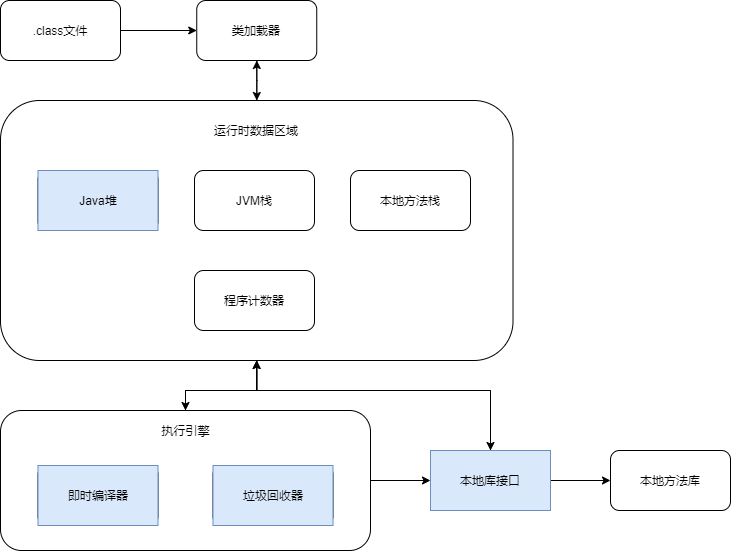 .class文件
类加载器
运行时数据区域
Java堆
JVM栈
本地方法栈
程序计数器
执行引擎
即时编译器
垃圾回收器
本地库接口
本地方法库